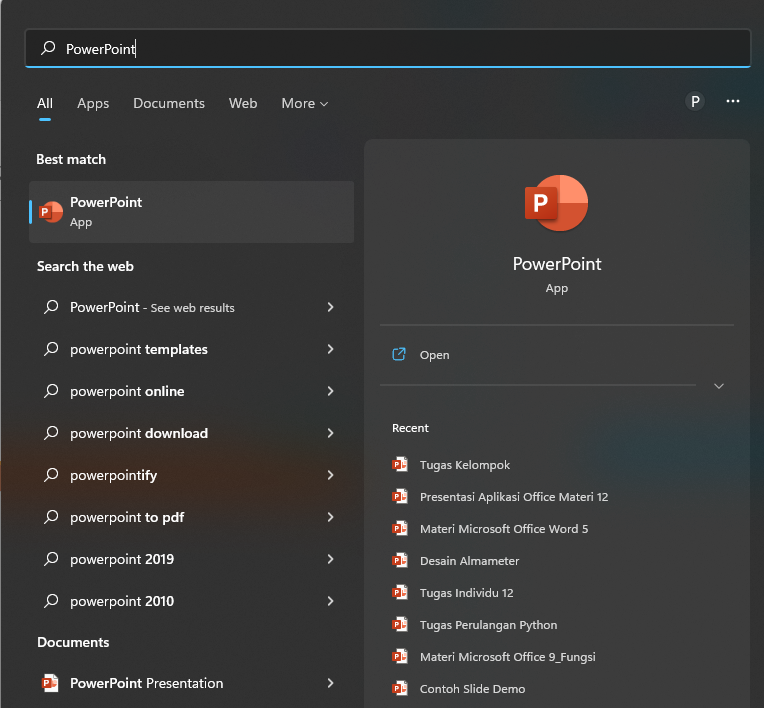 PowerPoint
All Apps Documents Web More P
Best match
PowerPoint
App
Search the web
PowerPoint - See web results
powerpoint templates
powerpoint online
powerpoint download
powerpointify
powerpoint to pdf
powerpoint 2019
powerpoint 2010
Documents
PowerPoint Presentation
PowerPoint
App
Open
Recent
Tugas Kelompok
Presentasi Aplikasi Office Materi 12
Materi Microsoft Office Word 5
Desain Almameter
Tugas Individu 12
Tugas Perulangan Python
Materi Microsoft Office 9_Fungsi
Contoh Slide Demo